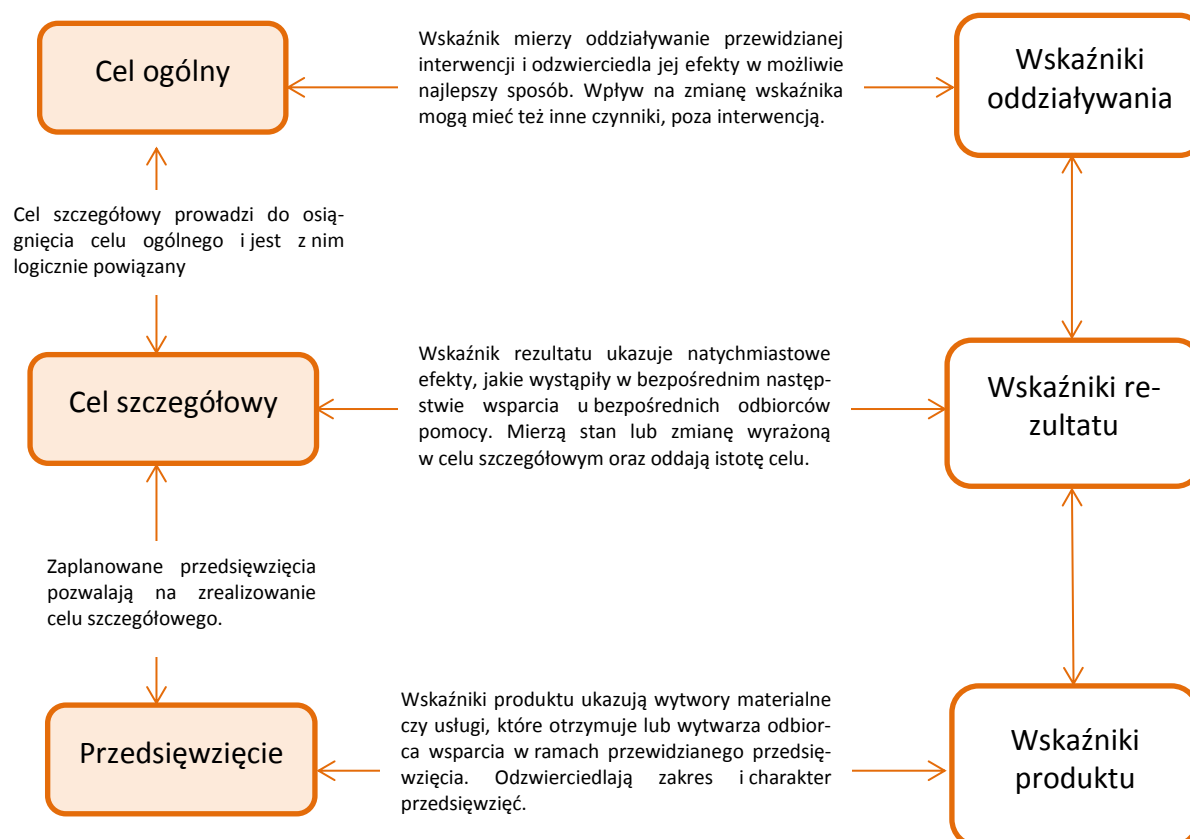 Cel ogólny
Wskaźnik mierzy oddziaływanie przewidzianej
interwencji i odzwierciedla jej efekty w możliwie
najlepszy sposób. Wpływ na zmianę wskaźnika
mogą mieć też inne czynniki, poza interwencją.
Wskaźniki
oddziaływania
Cel szczegółowy prowadzi do osią-
gnięcia celu ogólnego i jest z nim
logicznie powiązany
Cel szczegółowy
Wskaźnik rezultatu ukazuje natychmiastowe
efekty, jakie wystąpiły w bezpośrednim następ-
stwie wsparcia u bezpośrednich odbiorców
pomocy. Mierzą stan lub zmianę wyrażoną
w celu szczegółowym oraz oddają istotę celu.
Wskaźniki re-
zultatu
Zaplanowane przedsięwzięcia
pozwalają na zrealizowanie
celu szczegółowego.
Przedsięwzięcie
Wskaźniki produktu ukazują wytwory materialne
czy usługi, które otrzymuje lub wytwarza odbior-
ca wsparcia w ramach przewidzianego przedsię-
wzięcia. Odzwierciedlają zakres i charakter
przedsięwzięć.
Wskaźniki
produktu